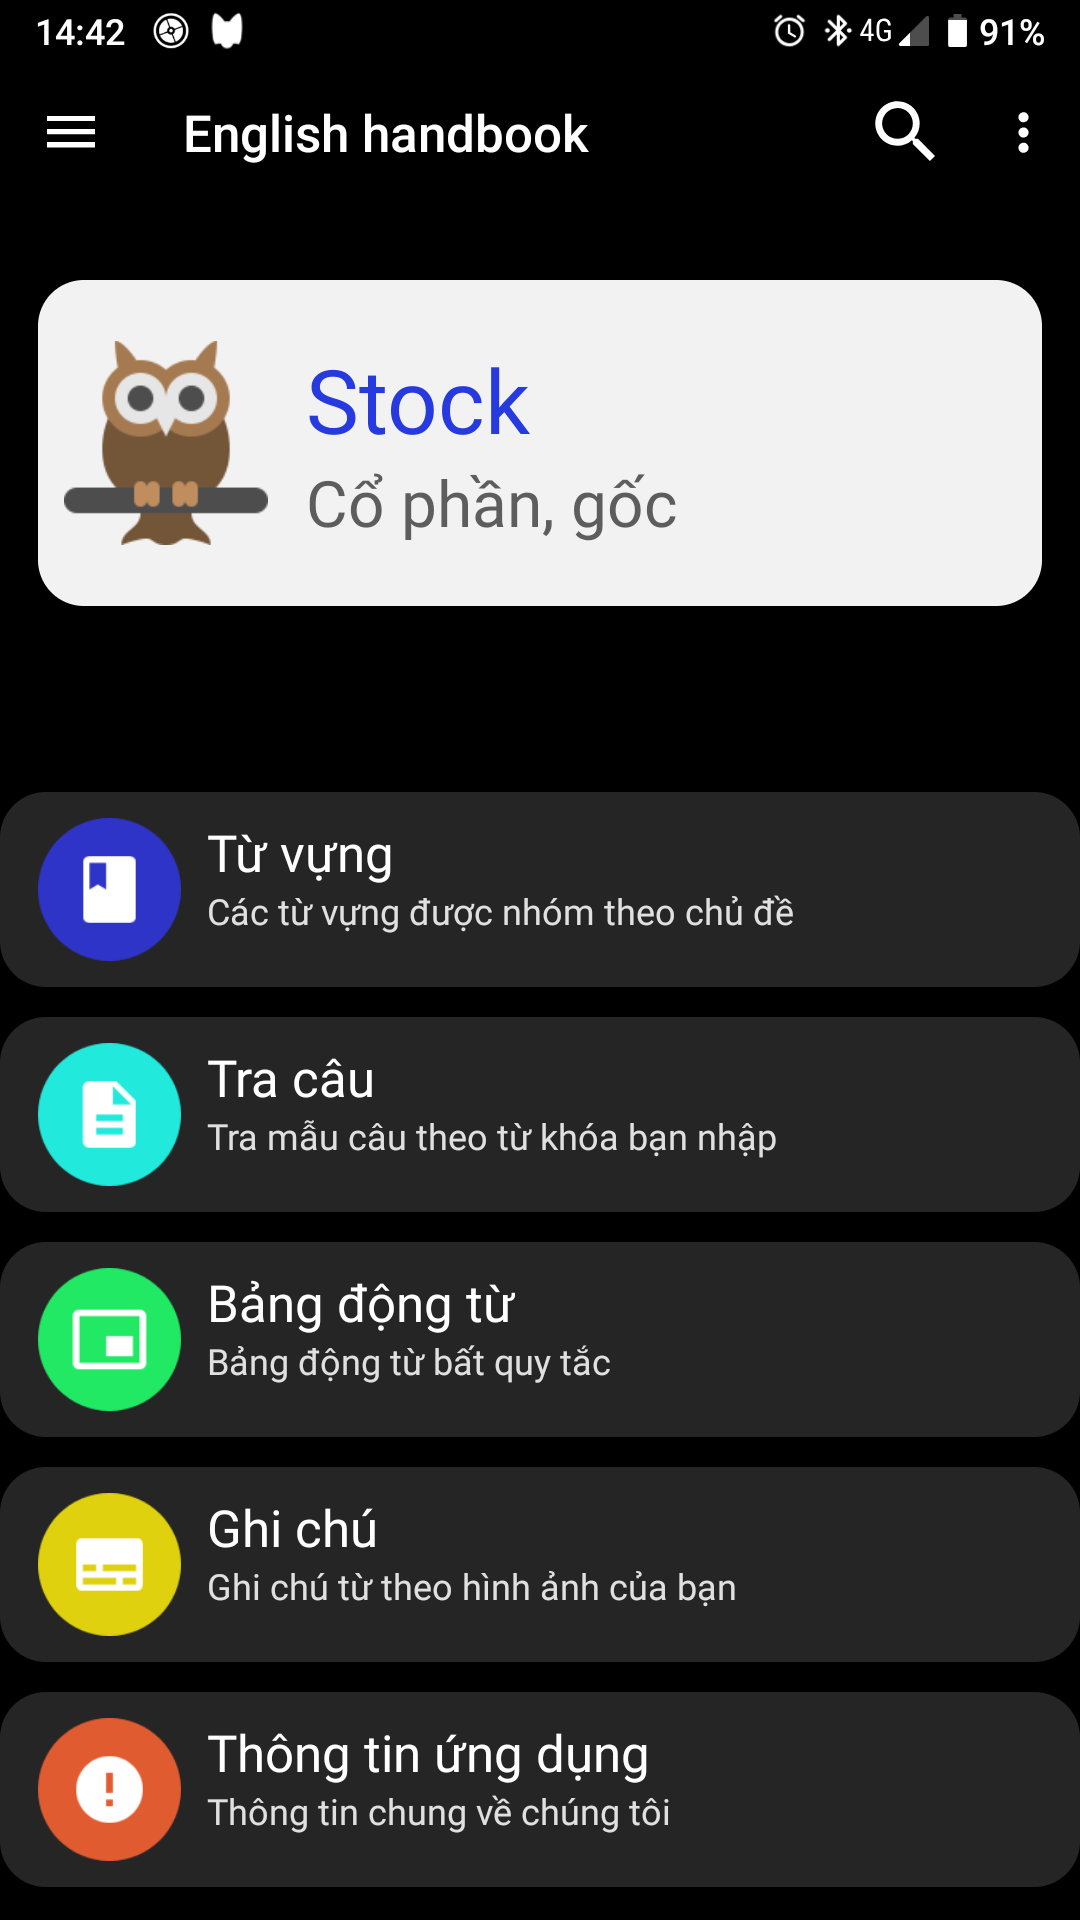 14:42
4G
91%
English handbook
Stock
Cổ phần, gốc
Từ vựng
Các từ vựng được nhóm theo chủ đề
Tra câu
Tra mẫu câu theo từ khóa bạn nhập
Bảng động từ
Bảng động từ bất quy tắc
Ghi chú
Ghi chú từ theo hình ảnh của bạn
Thông tin ứng dụng
Thông tin chung về chúng tôi